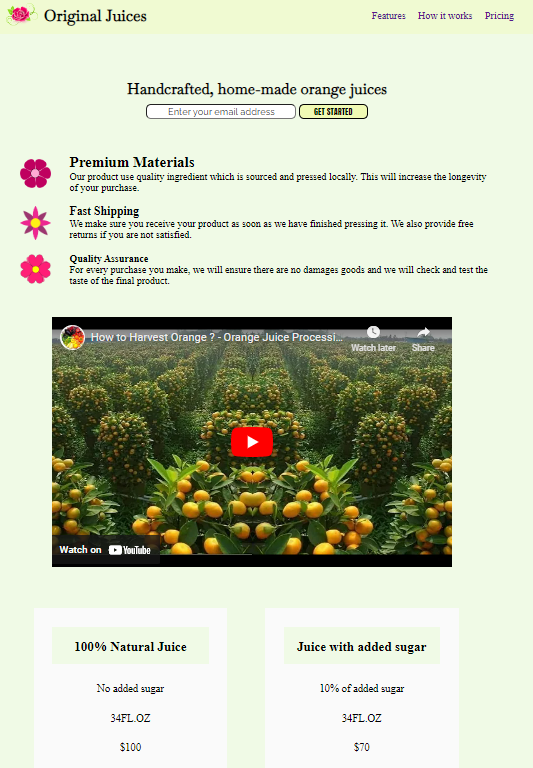 Original Juices
Features How it works Pricing
Handcrafted, home-made orange juices
Enter your email address GET STARTED
Premium Materials
Our product use quality ingredient which is sourced and pressed locally. This will increase the longevity
of your purchase.
Fast Shipping
We make sure you receive your product as soon as we have finished pressing it. We also provide free
returns if you are not satisfied.
Quality Assurance
For every purchase you make, we will ensure there are no damages goods and we will check and test the
taste of the final product.
How to Harvest Orange ? - Orange Juice Processi...
Watch later Share
Watch on YouTube
100% Natural Juice
No added sugar
34FL.OZ
$100
Juice with added sugar
10% of added sugar
34FL.OZ
$70